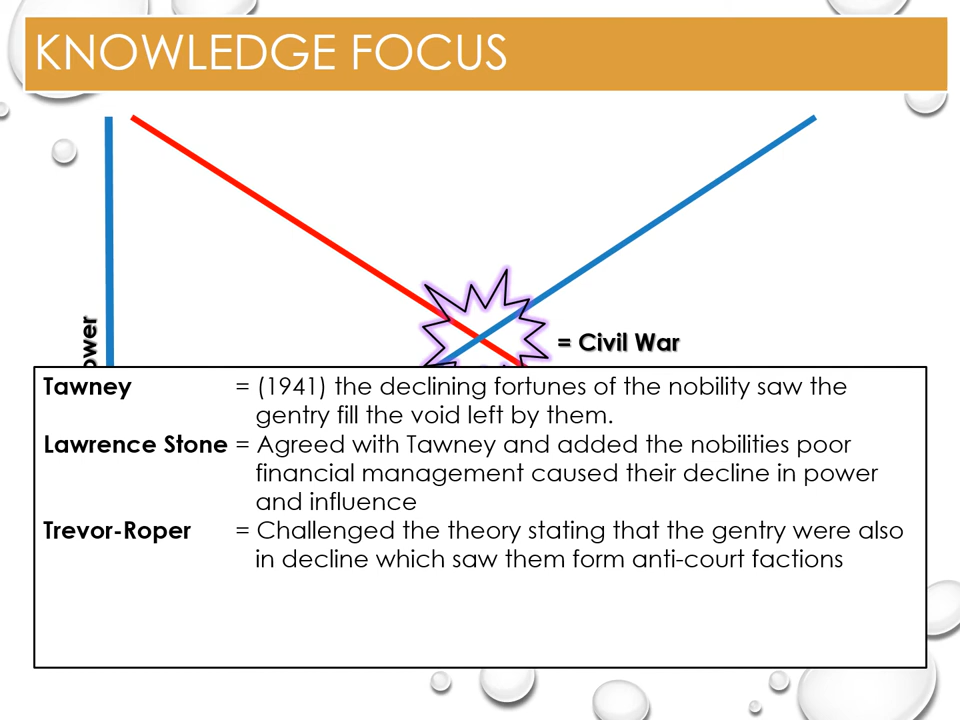 KNOWLEDGE FOCUS
= Civil War
Tawney = (1941) the declining fortunes of the nobility saw the
gentry fill the void left by them.
Lawrence Stone = Agreed with Tawney and added the nobilities poor
financial management caused their decline in power
and influence
Trevor-Roper = Challenged the theory stating that the gentry were also
in decline which saw them form anti-court factions